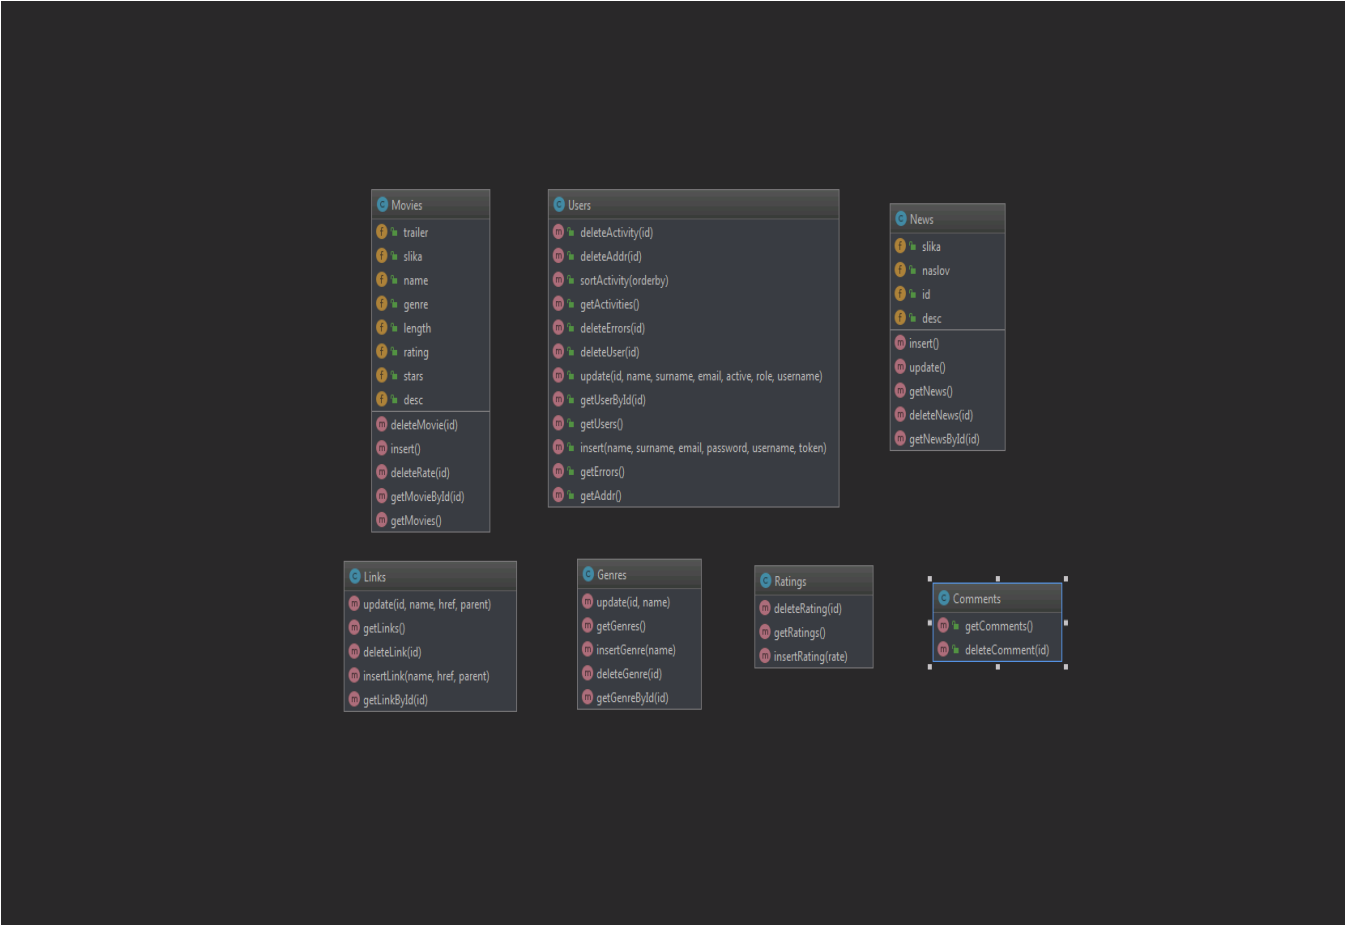 Movies
trailer
slika
name
genre
length
rating
stars
desc
deleteMovie(id)
insert()
deleteRate(id)
getMovieById(id)
getMovies()
Users
deleteActivity(id)
deleteAddr(id)
sortActivity(orderby)
getActivities()
deleteErrors(id)
deleteUser(id)
update(id, name, surname, email, active, role, username)
getUserById(id)
getUsers()
insert(name, surname, email, password, username, token)
getErrors()
getAddr()
News
slika
naslov
id
desc
insert()
update()
getNews()
deleteNews(id)
getNewsById(id)
Links
update(id, name, href, parent)
getLinks()
deleteLink(id)
insertLink(name, href, parent)
getLinkById(id)
Genres
update(id, name)
getGenres()
insertGenre(name)
deleteGenre(id)
getGenreById(id)
Ratings
deleteRating(id)
getRatings()
insertRating(rate)
Comments
getComments()
deleteComment(id)